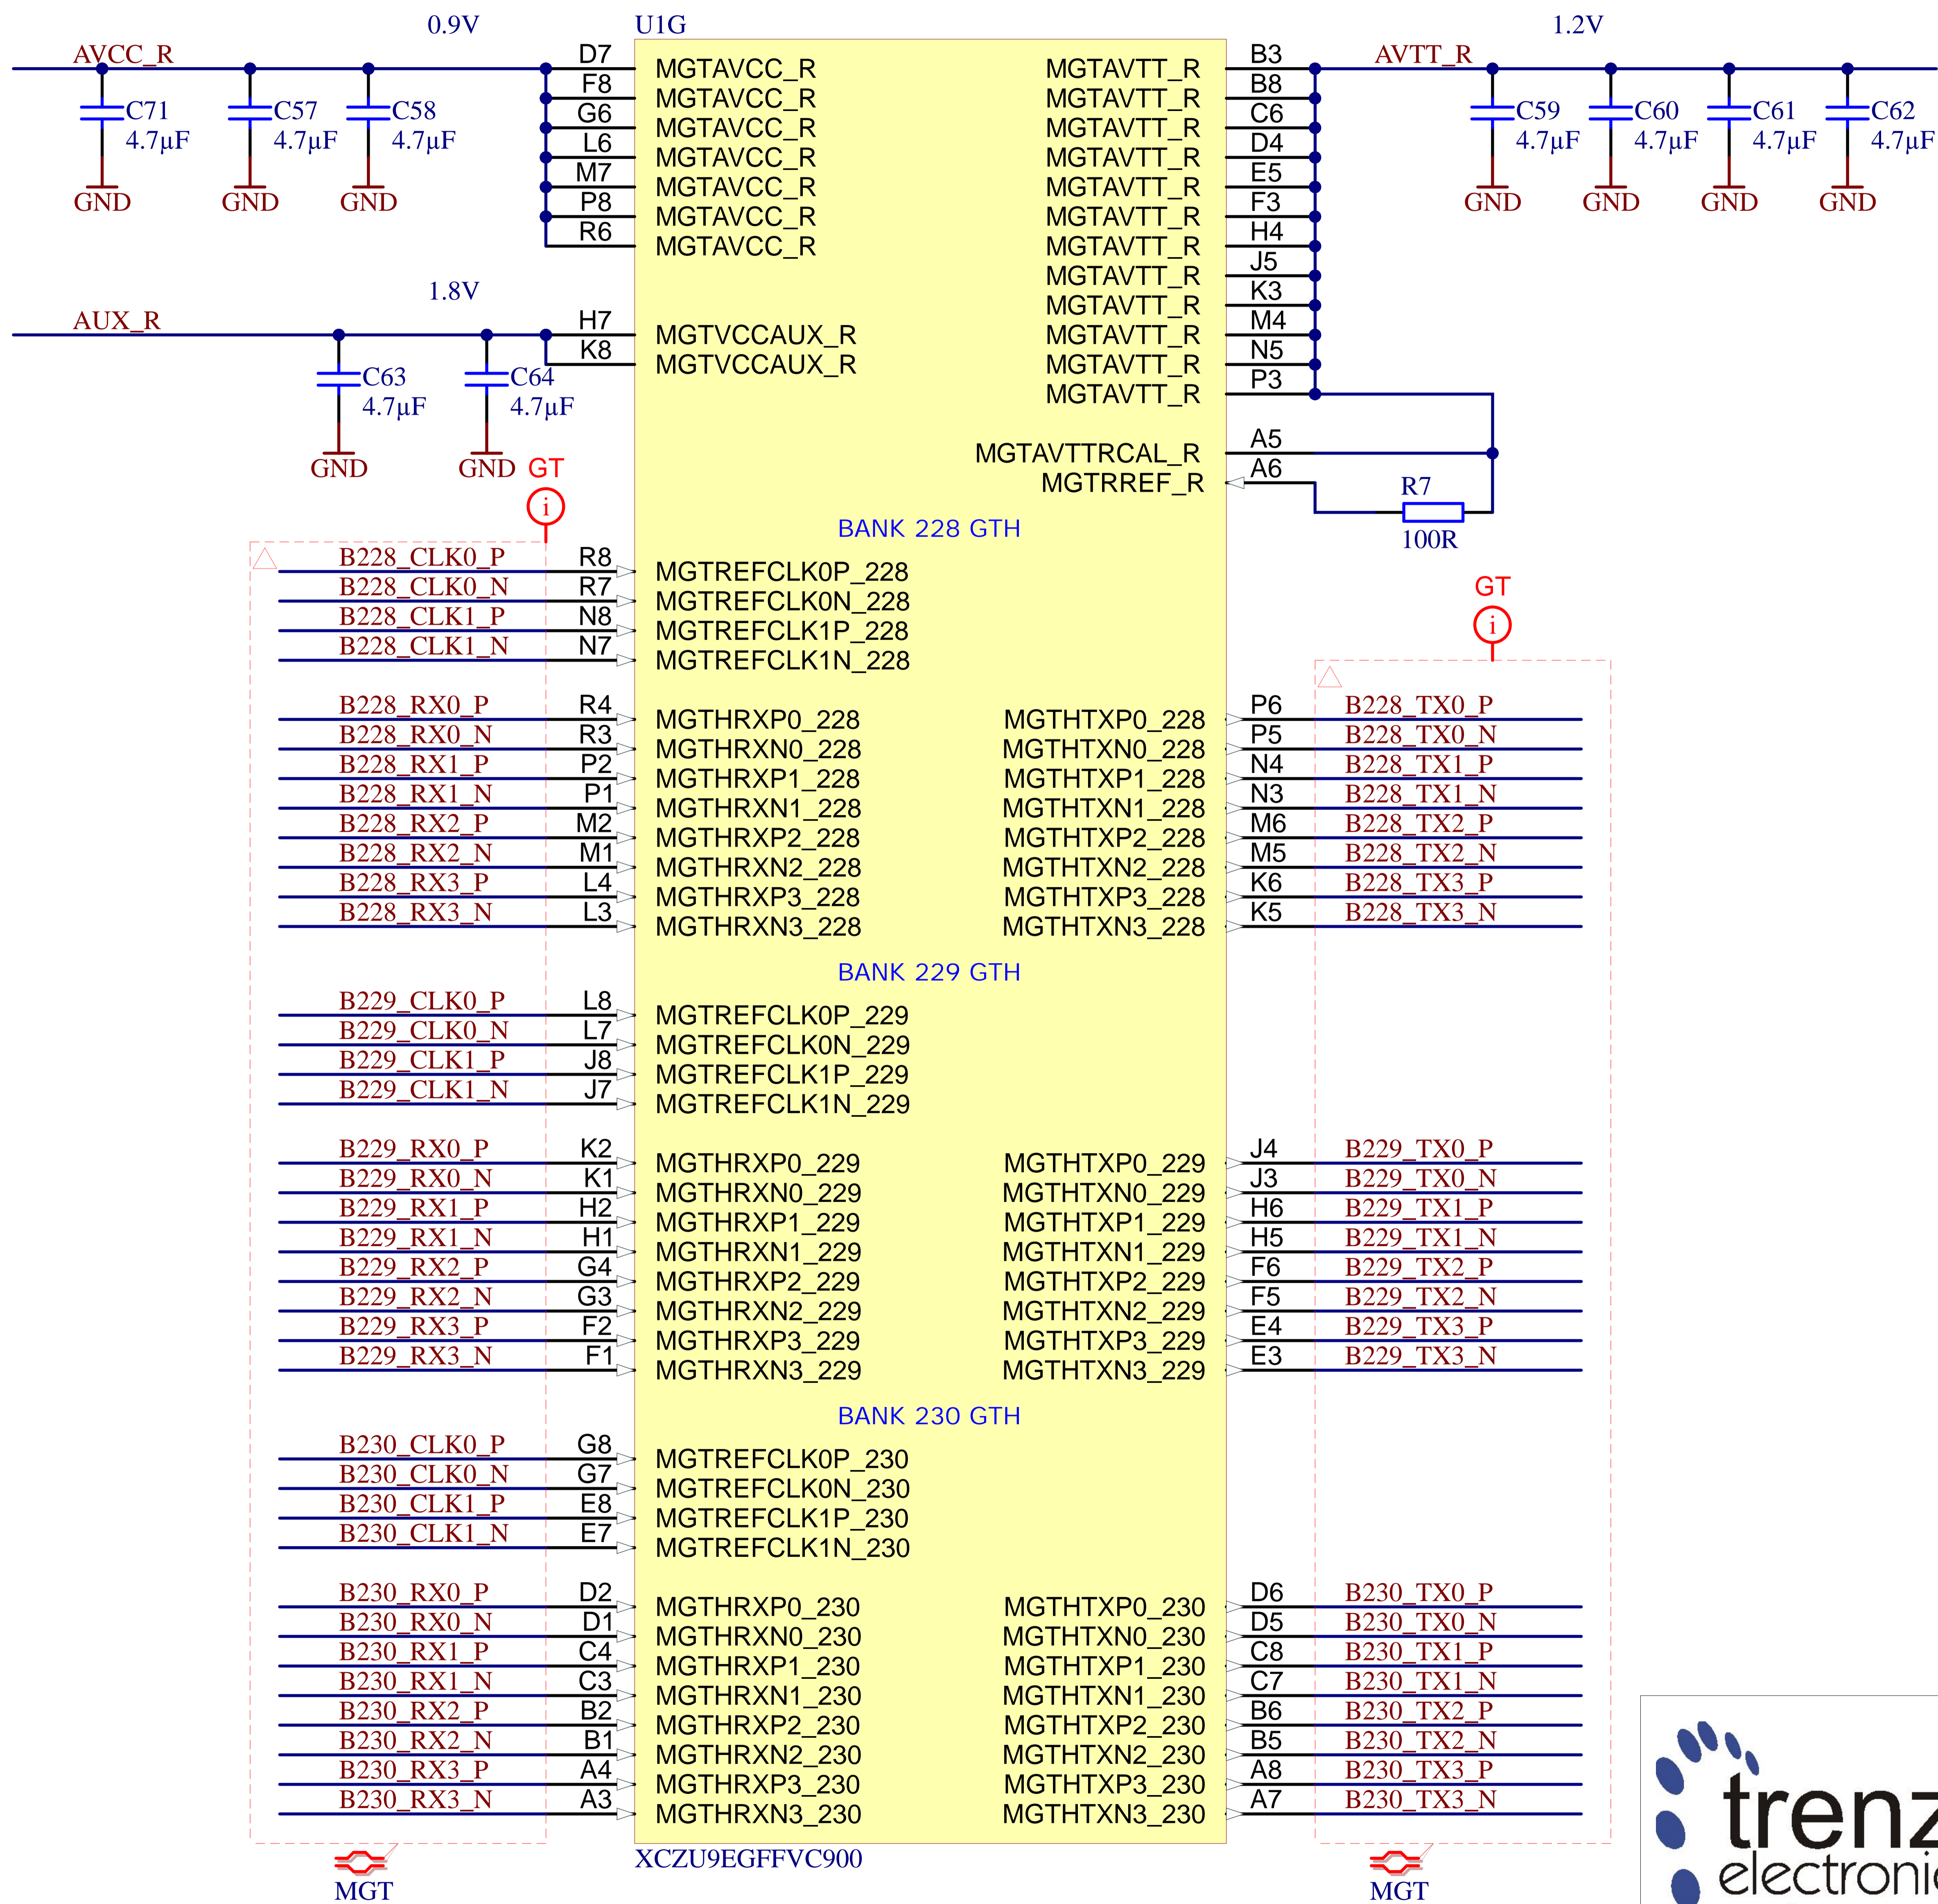 0.9V U1G 1.2V
AVCC_R D7 MGTAVCC_R MGTAVTT_R B3 AVTT_R
F8 MGTAVCC_R MGTAVTT_R B8
C71 C57 C58 G6 MGTAVCC_R MGTAVTT_R C6 C59 C60 C61 C62
4.7µF 4.7µF 4.7µF L6 MGTAVCC_R MGTAVTT_R D4 4.7µF 4.7µF 4.7µF 4.7µF
M7 MGTAVCC_R MGTAVTT_R E5
GND GND GND P8 MGTAVCC_R MGTAVTT_R F3 GND GND GND GND
R6 MGTAVCC_R MGTAVTT_R H4
MGTAVTT_R J5
1.8V MGTAVTT_R K3
AUX_R H7 MGTVCCAUX_R MGTAVTT_R M4
K8 MGTVCCAUX_R MGTAVTT_R N5
C63 C64 MGTAVTT_R P3
4.7µF 4.7µF
MGTAVTTRCAL_R A5
GND GND GT MGTRREF_R A6
i R7
BANK 228 GTH 100R
B228_CLK0_P R8 MGTREFCLK0P_228
B228_CLK0_N R7 MGTREFCLK0N_228 GT
B228_CLK1_P N8 MGTREFCLK1P_228 i
B228_CLK1_N N7 MGTREFCLK1N_228
B228_RX0_P R4 MGTHRXP0_228 MGTHTXP0_228 P6 B228_TX0_P
B228_RX0_N R3 MGTHRXN0_228 MGTHTXN0_228 P5 B228_TX0_N
B228_RX1_P P2 MGTHRXP1_228 MGTHTXP1_228 N4 B228_TX1_P
B228_RX1_N P1 MGTHRXN1_228 MGTHTXN1_228 N3 B228_TX1_N
B228_RX2_P M2 MGTHRXP2_228 MGTHTXP2_228 M6 B228_TX2_P
B228_RX2_N M1 MGTHRXN2_228 MGTHTXN2_228 M5 B228_TX2_N
B228_RX3_P L4 MGTHRXP3_228 MGTHTXP3_228 K6 B228_TX3_P
B228_RX3_N L3 MGTHRXN3_228 MGTHTXN3_228 K5 B228_TX3_N
BANK 229 GTH
B229_CLK0_P L8 MGTREFCLK0P_229
B229_CLK0_N L7 MGTREFCLK0N_229
B229_CLK1_P J8 MGTREFCLK1P_229
B229_CLK1_N J7 MGTREFCLK1N_229
B229_RX0_P K2 MGTHRXP0_229 MGTHTXP0_229 J4 B229_TX0_P
B229_RX0_N K1 MGTHRXN0_229 MGTHTXN0_229 J3 B229_TX0_N
B229_RX1_P H2 MGTHRXP1_229 MGTHTXP1_229 H6 B229_TX1_P
B229_RX1_N H1 MGTHRXN1_229 MGTHTXN1_229 H5 B229_TX1_N
B229_RX2_P G4 MGTHRXP2_229 MGTHTXP2_229 F6 B229_TX2_P
B229_RX2_N G3 MGTHRXN2_229 MGTHTXN2_229 F5 B229_TX2_N
B229_RX3_P F2 MGTHRXP3_229 MGTHTXP3_229 E4 B229_TX3_P
B229_RX3_N F1 MGTHRXN3_229 MGTHTXN3_229 E3 B229_TX3_N
BANK 230 GTH
B230_CLK0_P G8 MGTREFCLK0P_230
B230_CLK0_N G7 MGTREFCLK0N_230
B230_CLK1_P E8 MGTREFCLK1P_230
B230_CLK1_N E7 MGTREFCLK1N_230
B230_RX0_P D2 MGTHRXP0_230 MGTHTXP0_230 D6 B230_TX0_P
B230_RX0_N D1 MGTHRXN0_230 MGTHTXN0_230 D5 B230_TX0_N
B230_RX1_P C4 MGTHRXP1_230 MGTHTXP1_230 C8 B230_TX1_P
B230_RX1_N C3 MGTHRXN1_230 MGTHTXN1_230 C7 B230_TX1_N
B230_RX2_P B2 MGTHRXP2_230 MGTHTXP2_230 B6 B230_TX2_P
B230_RX2_N B1 MGTHRXN2_230 MGTHTXN2_230 B5 B230_TX2_N
B230_RX3_P A4 MGTHRXP3_230 MGTHTXP3_230 A8 B230_TX3_P
B230_RX3_N A3 MGTHRXN3_230 MGTHTXN3_230 A7 B230_TX3_N
XCZU9EGFFVC900
MGT MGT
trenz
electronic